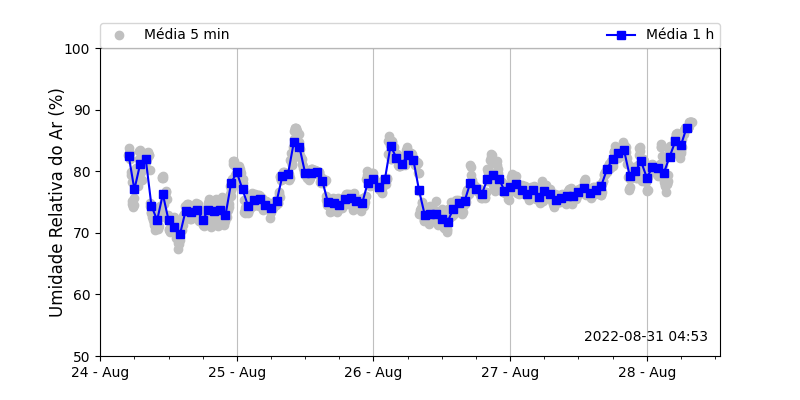 Média 5 min
Média 1 h
100
90
80
70
60
50
Umidade Relativa do Ar (%)
2022-08-31 04:53
24 - Aug
25 - Aug
26 - Aug
27 - Aug
28 - Aug